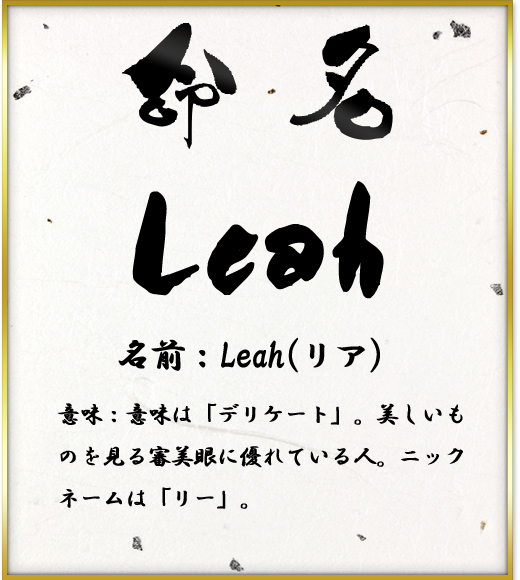 命名
Leah
名前：Leah(リア)
意味：意味は「デリケート」。美しいも
のを見る審美眼に優れている人。ニック
ネームは「リー」。